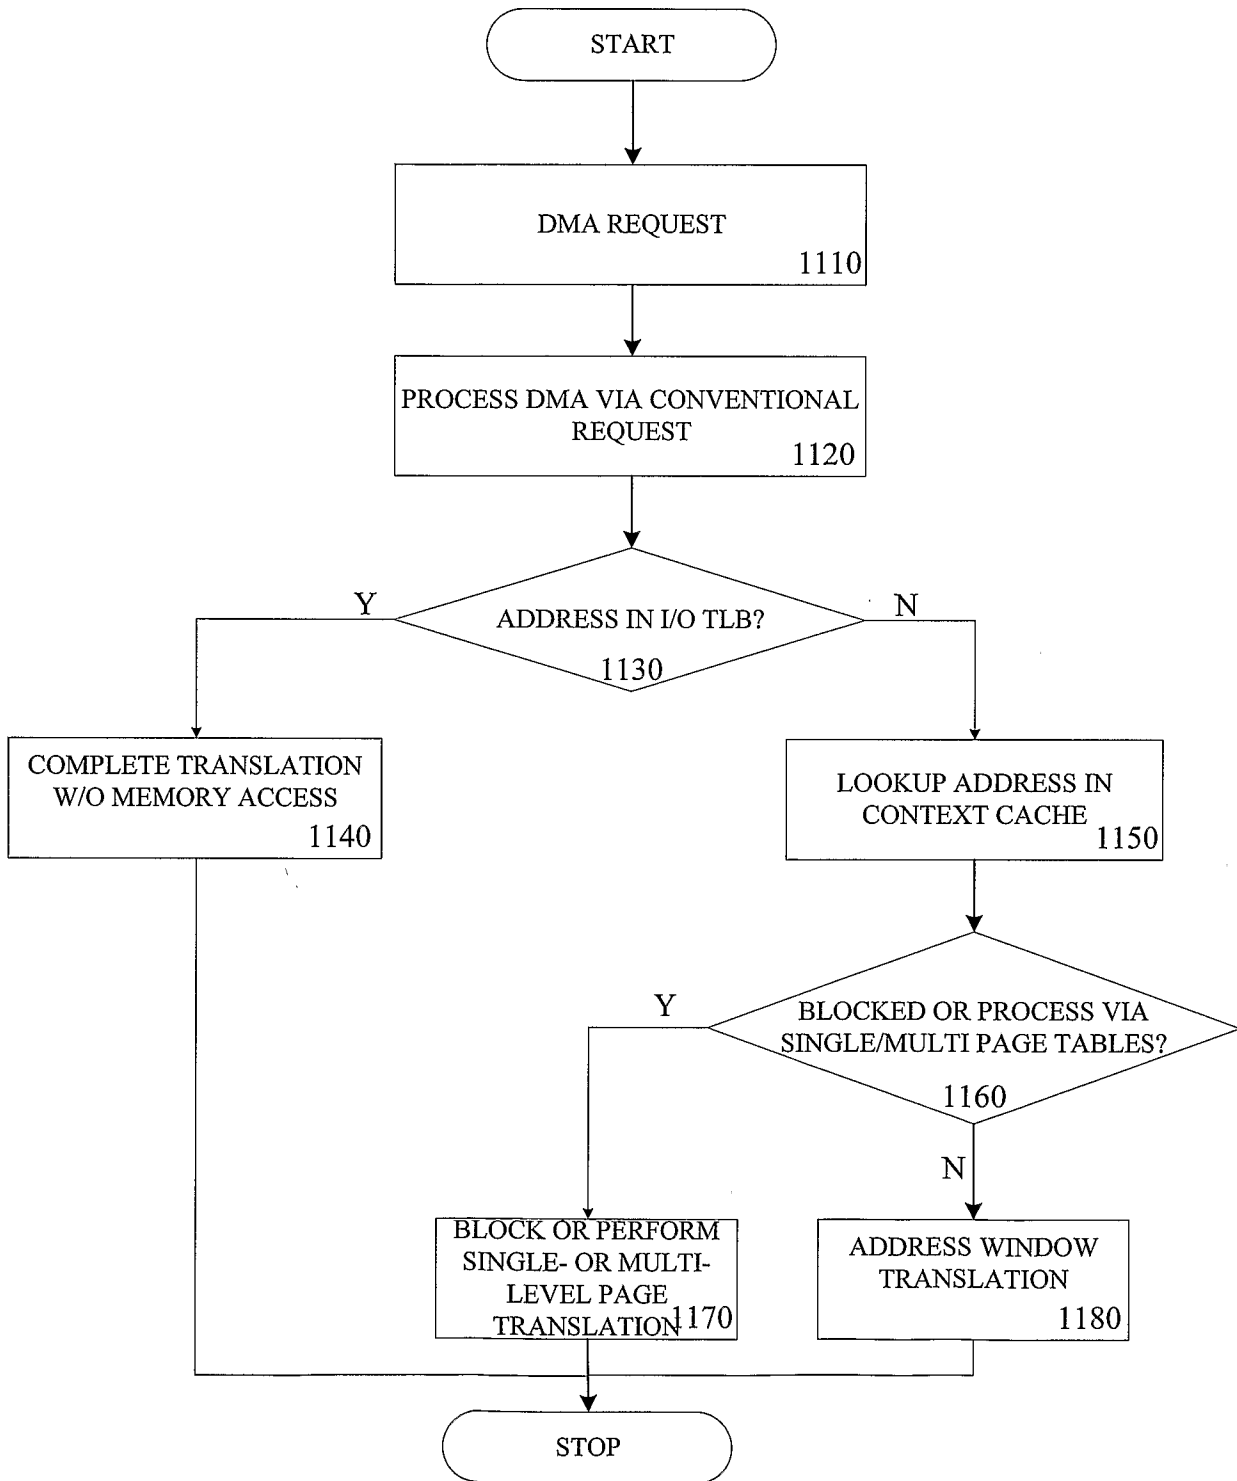 START
DMA REQUEST
1110
PROCESS DMA VIA CONVENTIONAL
REQUEST
1120
Y
N
ADDRESS IN I/O TLB?
1130
COMPLETE TRANSLATION
W/O MEMORY ACCESS
1140
LOOKUP ADDRESS IN
CONTEXT CACHE
1150
Y
BLOCKED OR PROCESS VIA
SINGLE/MULTI PAGE TABLES?
1160
N
BLOCK OR PERFORM
SINGLE- OR MULTI-
LEVEL PAGE
TRANSLATION
1170
ADDRESS WINDOW
TRANSLATION
1180
STOP